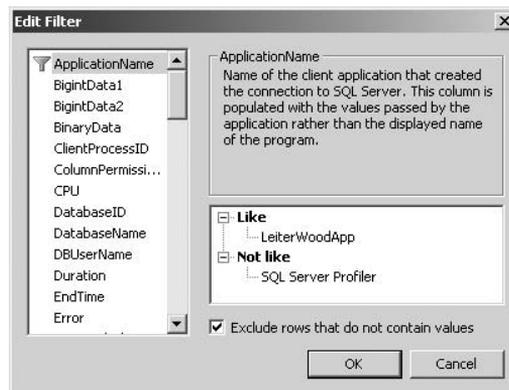 Edit Filter
ApplicationName
BigintData1
BigintData2
BinaryData
ClientProcessID
ColumnPermissi...
CPU
DatabaseID
DatabaseName
DBUserName
Duration
EndTime
Error
ApplicationName
Name of the client application that created
the connection to SQL Server. This column is
populated with the values passed by the
application rather than the displayed name
of the program.
Like
LeiterWoodApp
Not like
SQL Server Profiler
Exclude rows that do not contain values
OK
Cancel